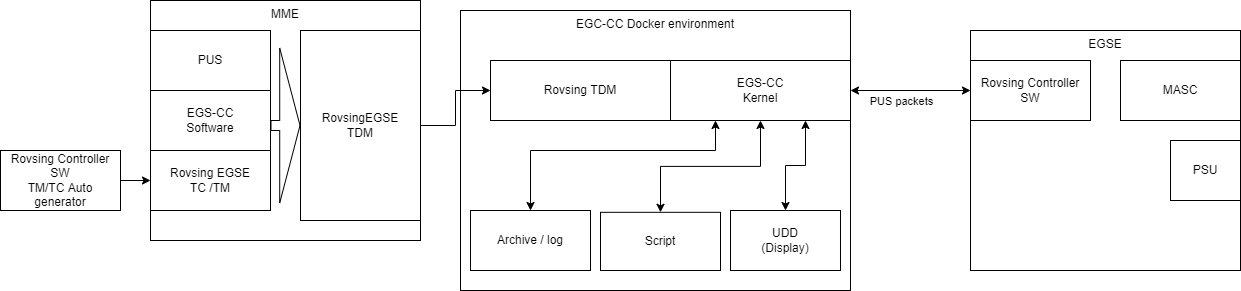 MME
EGC-CC Docker environment
EGSE
PUS
EGS-CC
Software
Rovsing EGSE
TC /TM
RovsingEGSE
TDM
Rovsing Controller
SW
TM/TC Auto
generator
Rovsing TDM
EGS-CC
Kernel
PUS packets
Rovsing Controller
SW
MASC
PSU
Archive / log
Script
UDD
(Display)